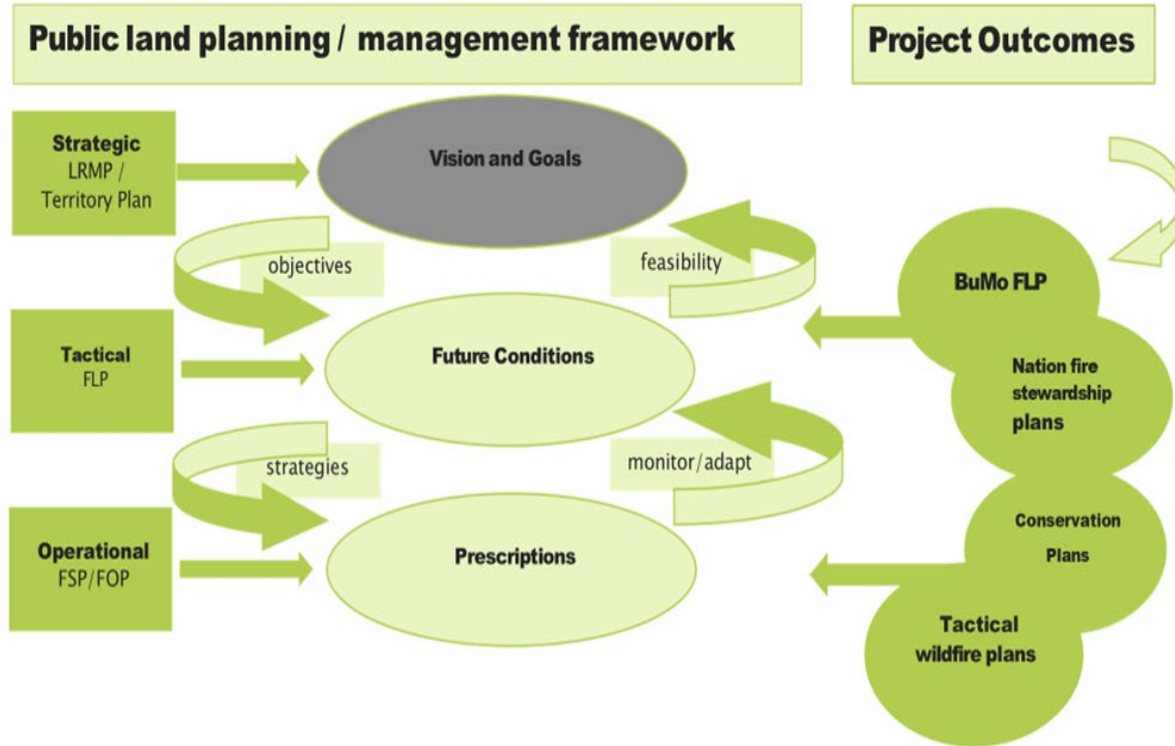 Public land planning / management framework
Project Outcomes
Strategic
LRMP /
Territory Plan
Vision and Goals
objectives
feasibility
BuMo FLP
Tactical
FLP
Future Conditions
Nation fire
stewardship
plans
strategies
monitor/adapt
Operational
FSP/FOP
Prescriptions
Conservation
Plans
Tactical
wildfire plans